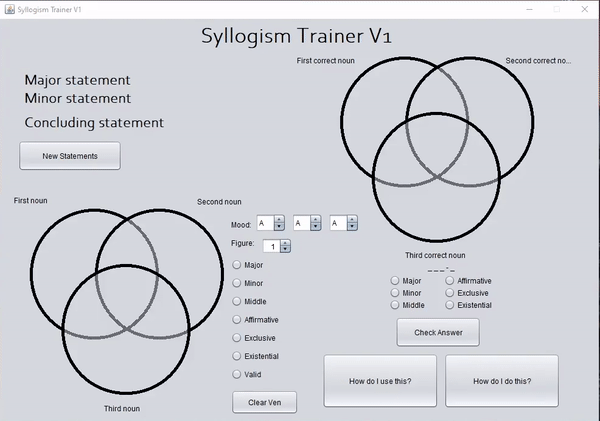 Syllogism Trainer V1
Syllogism Trainer V1
First correct noun
Second correct no...
Major statement
Minor statement
Concluding statement
New Statements
First noun
Second noun
Mood: A A A
Figure: 1
Major
Minor
Middle
Affirmative
Exclusive
Existential
Valid
Clear Ven
Third noun
Third correct noun
_ _ _ - _
Major Affirmative
Minor Exclusive
Middle Existential
Check Answer
How do I use this? How do I do this?